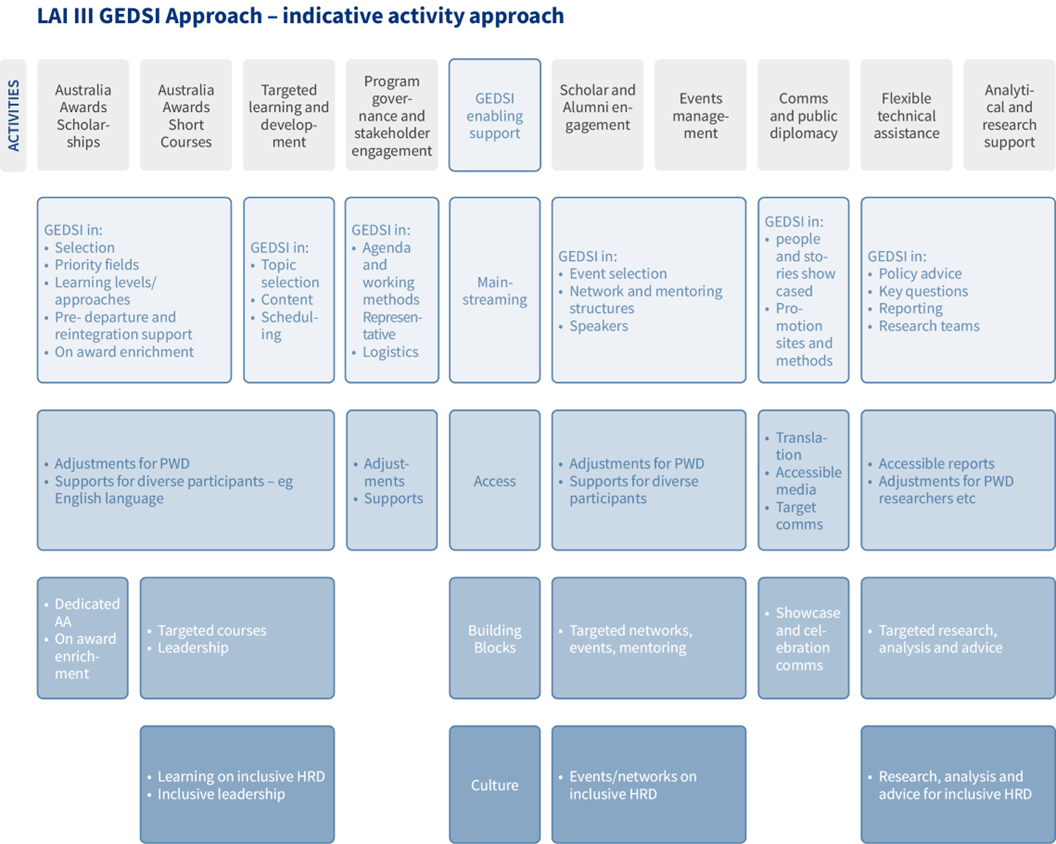 LAI III GEDSI Approach – indicative activity approach
ACTIVITIES
Australia
Awards
Scholar-
ships
Australia
Awards
Short
Courses
Targeted
learning and
develop-
ment
Program
gover-
nance and
stakeholder
engagement
GEDSI
enabling
support
Scholar and
Alumni en-
gagement
Events
manage-
ment
Comms
and public
diplomacy
Flexible
technical
assistance
Analyti-
cal and
research
support
GEDSI in:
• Selection
• Priority fields
• Learning levels/
approaches
• Pre- departure and
reintegration support
• On award enrichment
GEDSI in:
• Topic
selection
• Content
• Schedul-
ing
GEDSI in:
• Agenda
and
working
methods
Represen-
tative
• Logistics
Main-
streaming
GEDSI in:
• Event selection
• Network and mentoring
structures
• Speakers
GEDSI in:
• people
and sto-
ries show
cased
• Pro-
motion
sites and
methods
GEDSI in:
• Policy advice
• Key questions
• Reporting
• Research teams
• Adjustments for PWD
• Supports for diverse participants – eg
English language
• Adjust-
ments
• Supports
Access
• Adjustments for PWD
• Supports for diverse
participants
• Transla-
tion
• Accessible
media
• Target
comms
• Accessible reports
• Adjustments for PWD
researchers etc
• Dedicated
AA
• On award
enrich-
ment
• Targeted courses
• Leadership
Building
Blocks
• Targeted networks,
events, mentoring
• Showcase
and cel-
ebration
comms
• Targeted research,
analysis and advice
• Learning on inclusive HRD
• Inclusive leadership
Culture
• Events/networks on
inclusive HRD
• Research, analysis and
advice for inclusive HRD